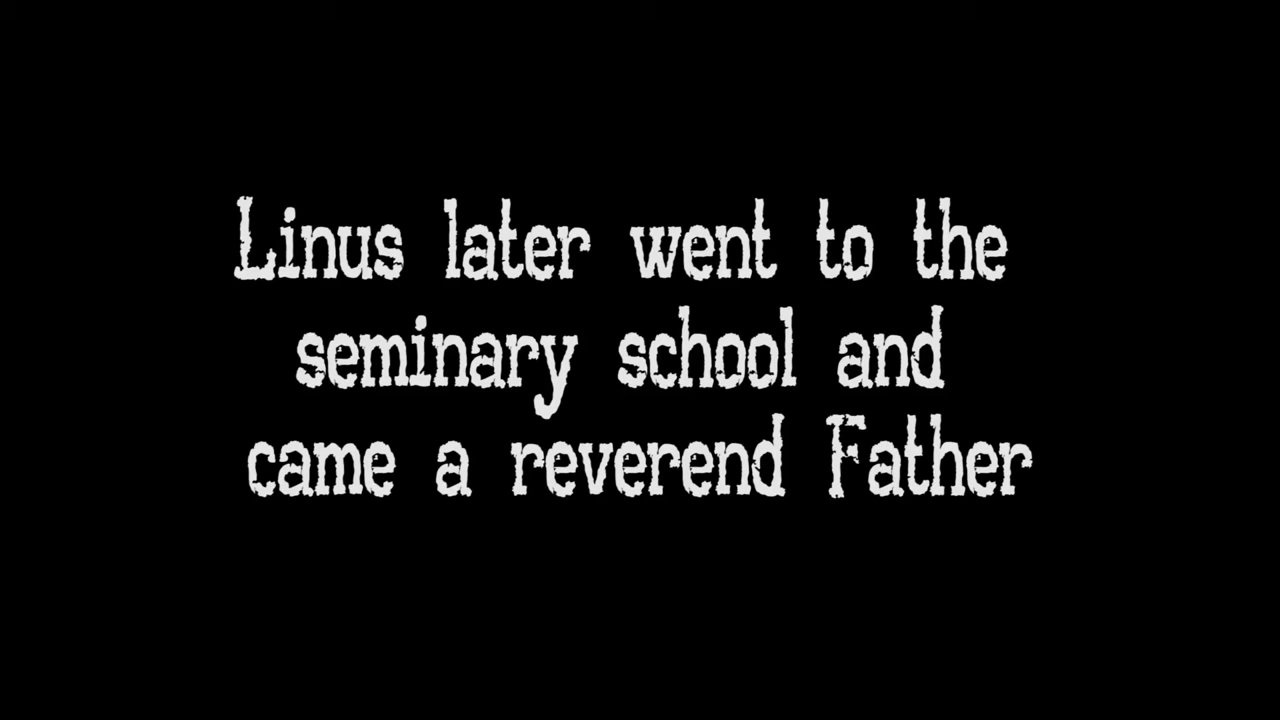 Linus later went to the
seminary school and
came a reverend Father